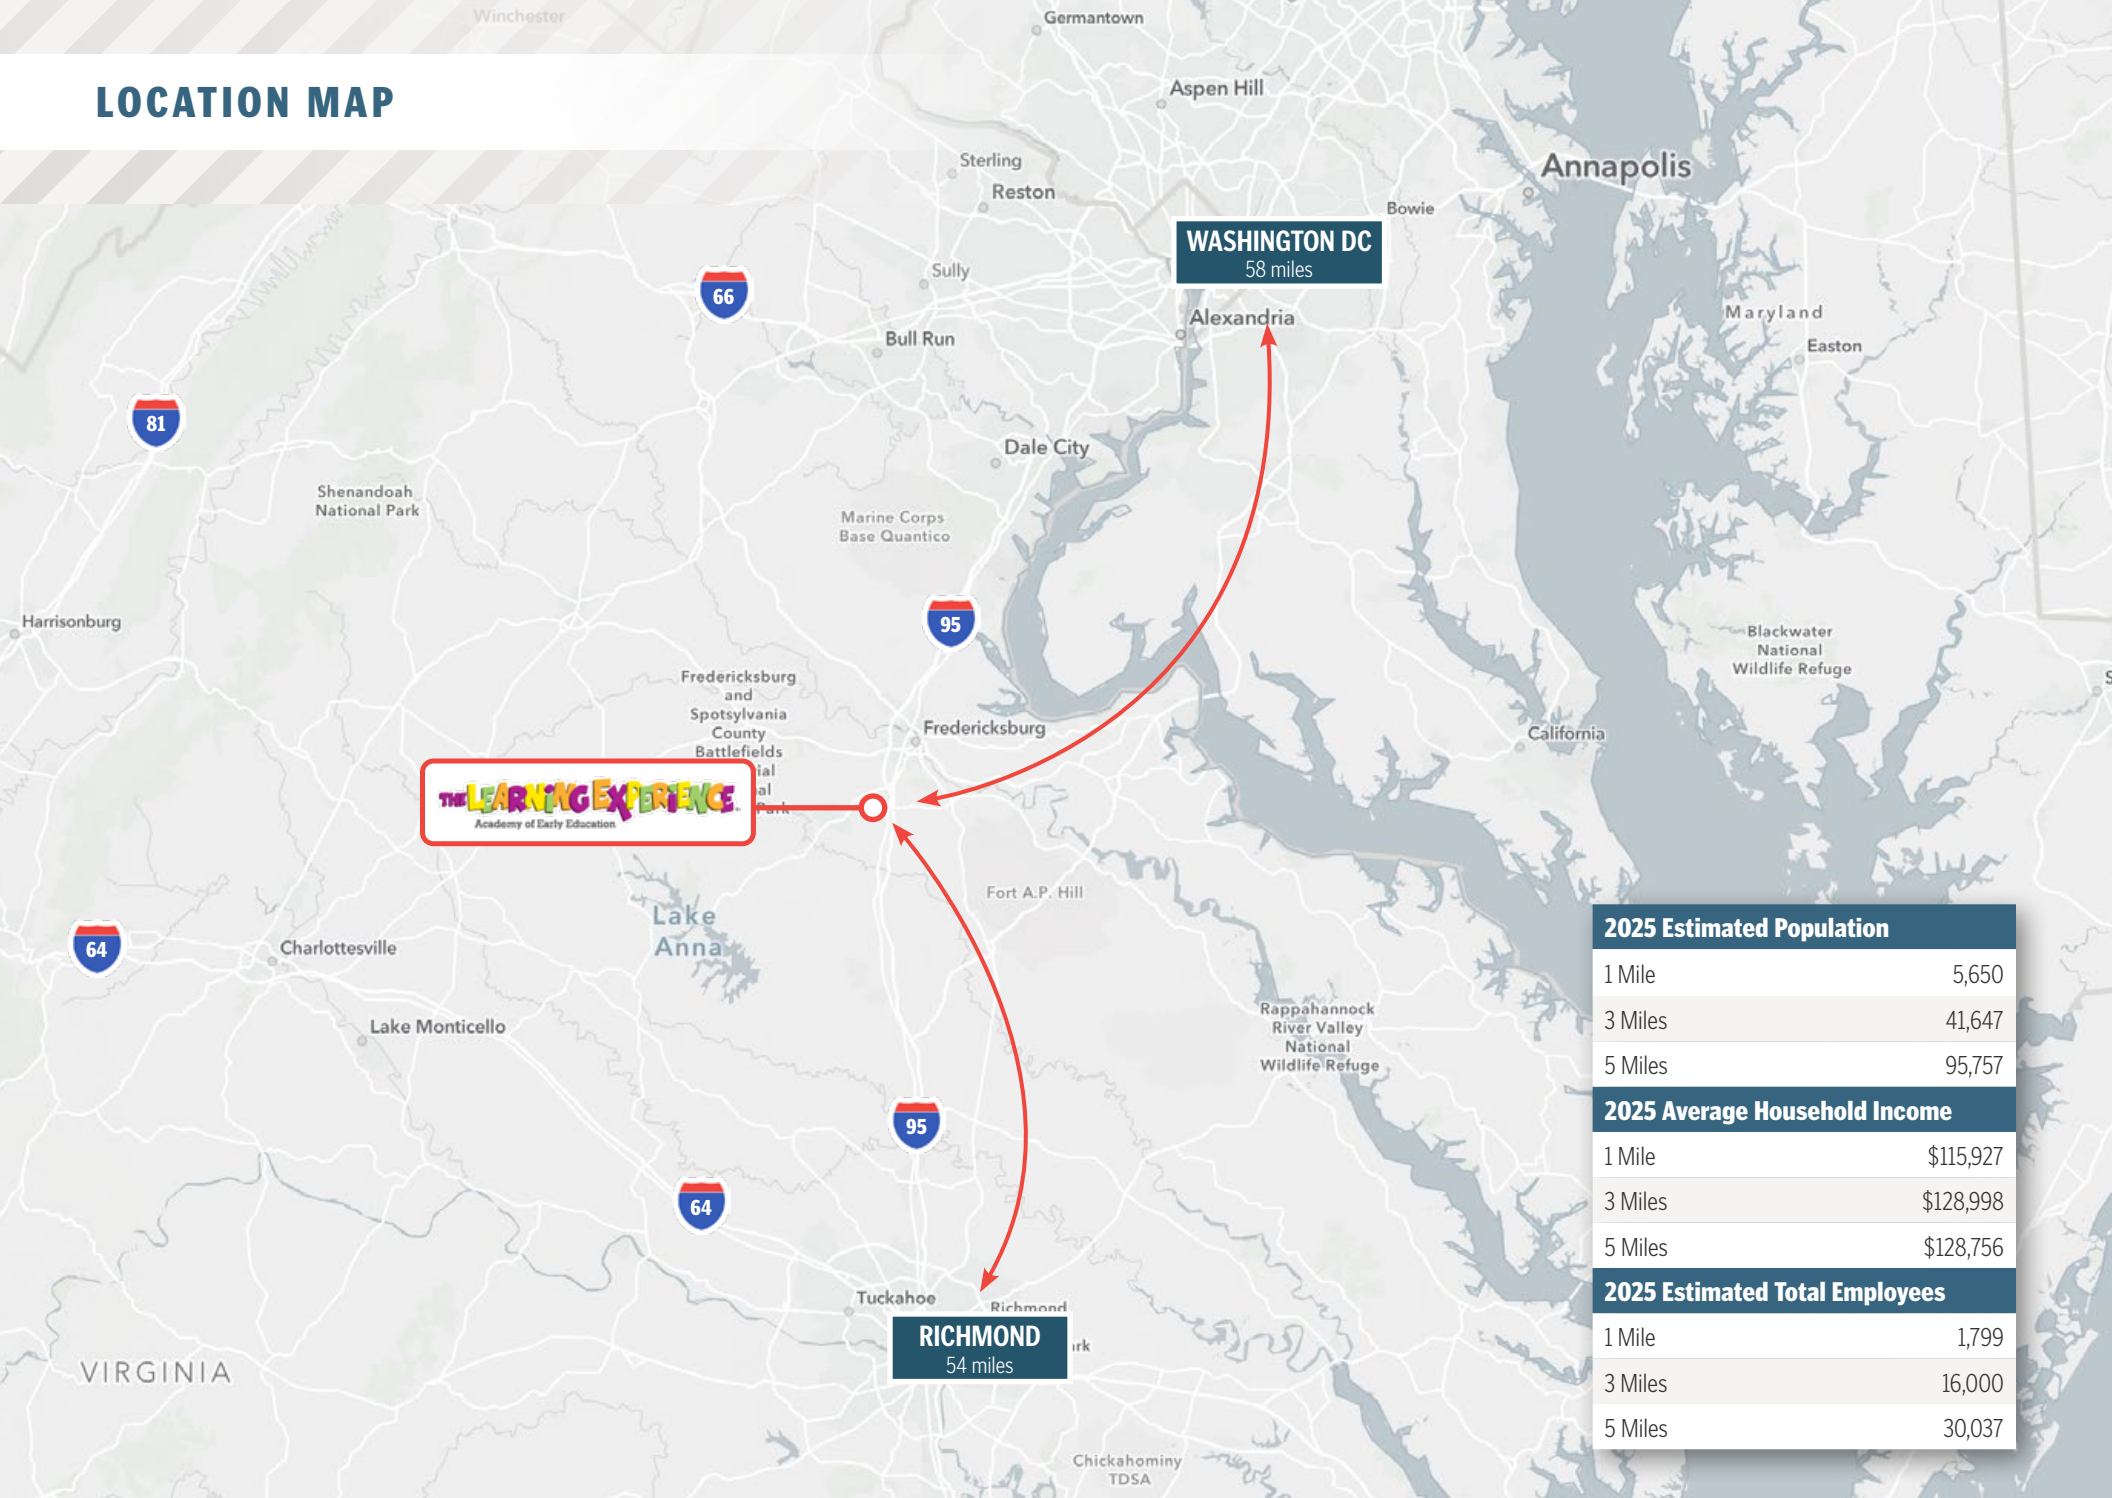 Winchester
Germantown
LOCATION MAP
Aspen Hill
Sterling
Reston
Annapolis
Bowie
WASHINGTON DC
58 miles
Sully
66
Alexandria
Maryland
Bull Run
Easton
81
Dale City
Shenandoah
National Park
Marine Corps
Base Quantico
95
Harrisonburg
Blackwater
National
Wildlife Refuge
Fredericksburg
and
Spotsylvania
County
Battlefields
ial
al
Park
Fredericksburg
California
THE LEARNING EXPERIENCE
Academy of Early Education
Fort A.P. Hill
Lake
Anna
64
Charlottesville
Lake Monticello
Rappahannock
River Valley
National
Wildlife Refuge
95
64
Tuckahoe
Richmond
RICHMOND
54 miles
ark
VIRGINIA
Chickahominy
TDSA
2025 Estimated Population
1 Mile 5,650
3 Miles 41,647
5 Miles 95,757
2025 Average Household Income
1 Mile $115,927
3 Miles $128,998
5 Miles $128,756
2025 Estimated Total Employees
1 Mile 1,799
3 Miles 16,000
5 Miles 30,037